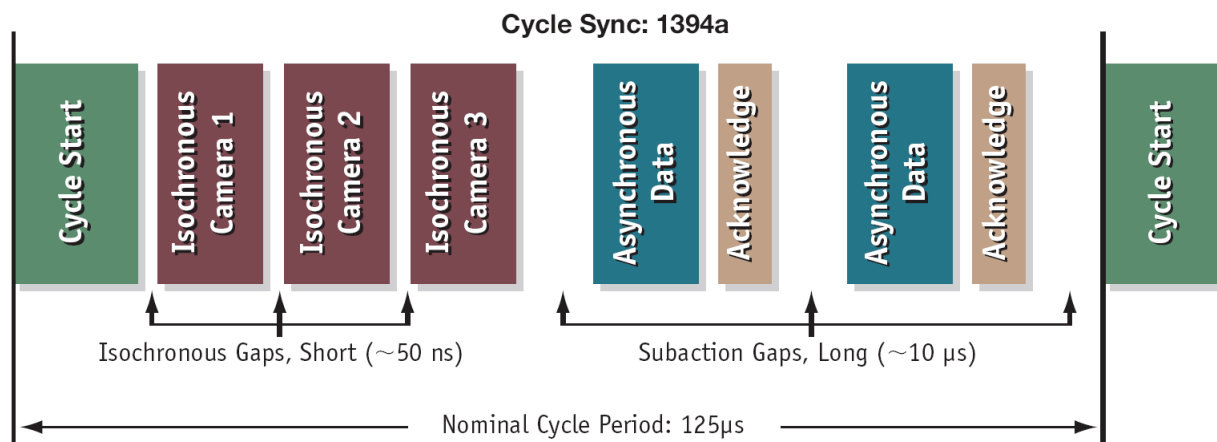 Cycle Sync: 1394a
Cycle Start
Isochronous
Camera 1
Isochronous
Camera 2
Isochronous
Camera 3
Asynchronous
Data
Acknowledge
Asynchronous
Data
Acknowledge
Cycle Start
Isochronous Gaps, Short (~50 ns)
Subaction Gaps, Long (~10 µs)
Nominal Cycle Period: 125µs